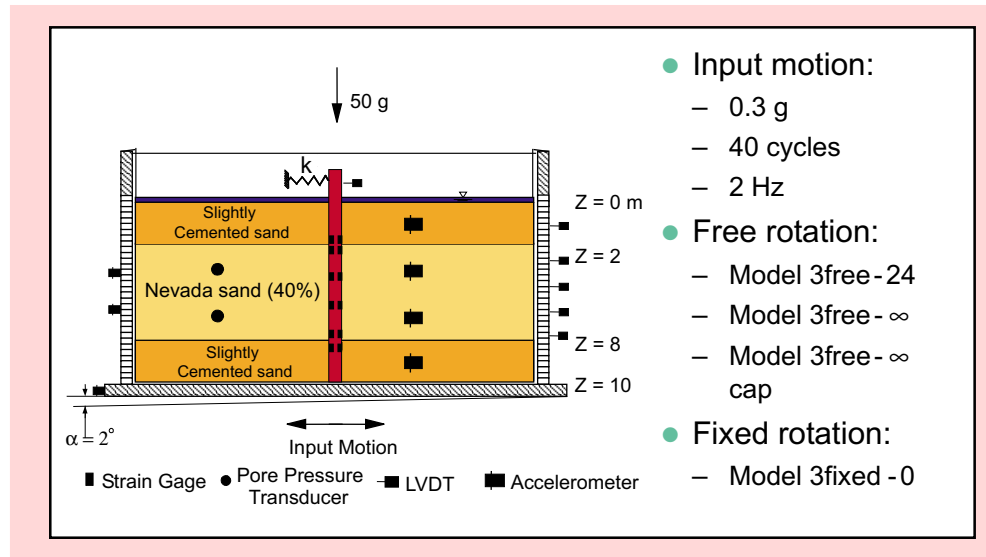 50 g
k
Slightly
Cemented sand
Z = 0 m
Z = 2
Nevada sand (40%)
Slightly
Cemented sand
Z = 8
Z = 10
α = 2°
Input Motion
Strain Gage
Pore Pressure
Transducer
LVDT
Accelerometer
● Input motion:
– 0.3 g
– 40 cycles
– 2 Hz
● Free rotation:
– Model 3free-24
– Model 3free-∞
– Model 3free-∞
cap
● Fixed rotation:
– Model 3fixed-0